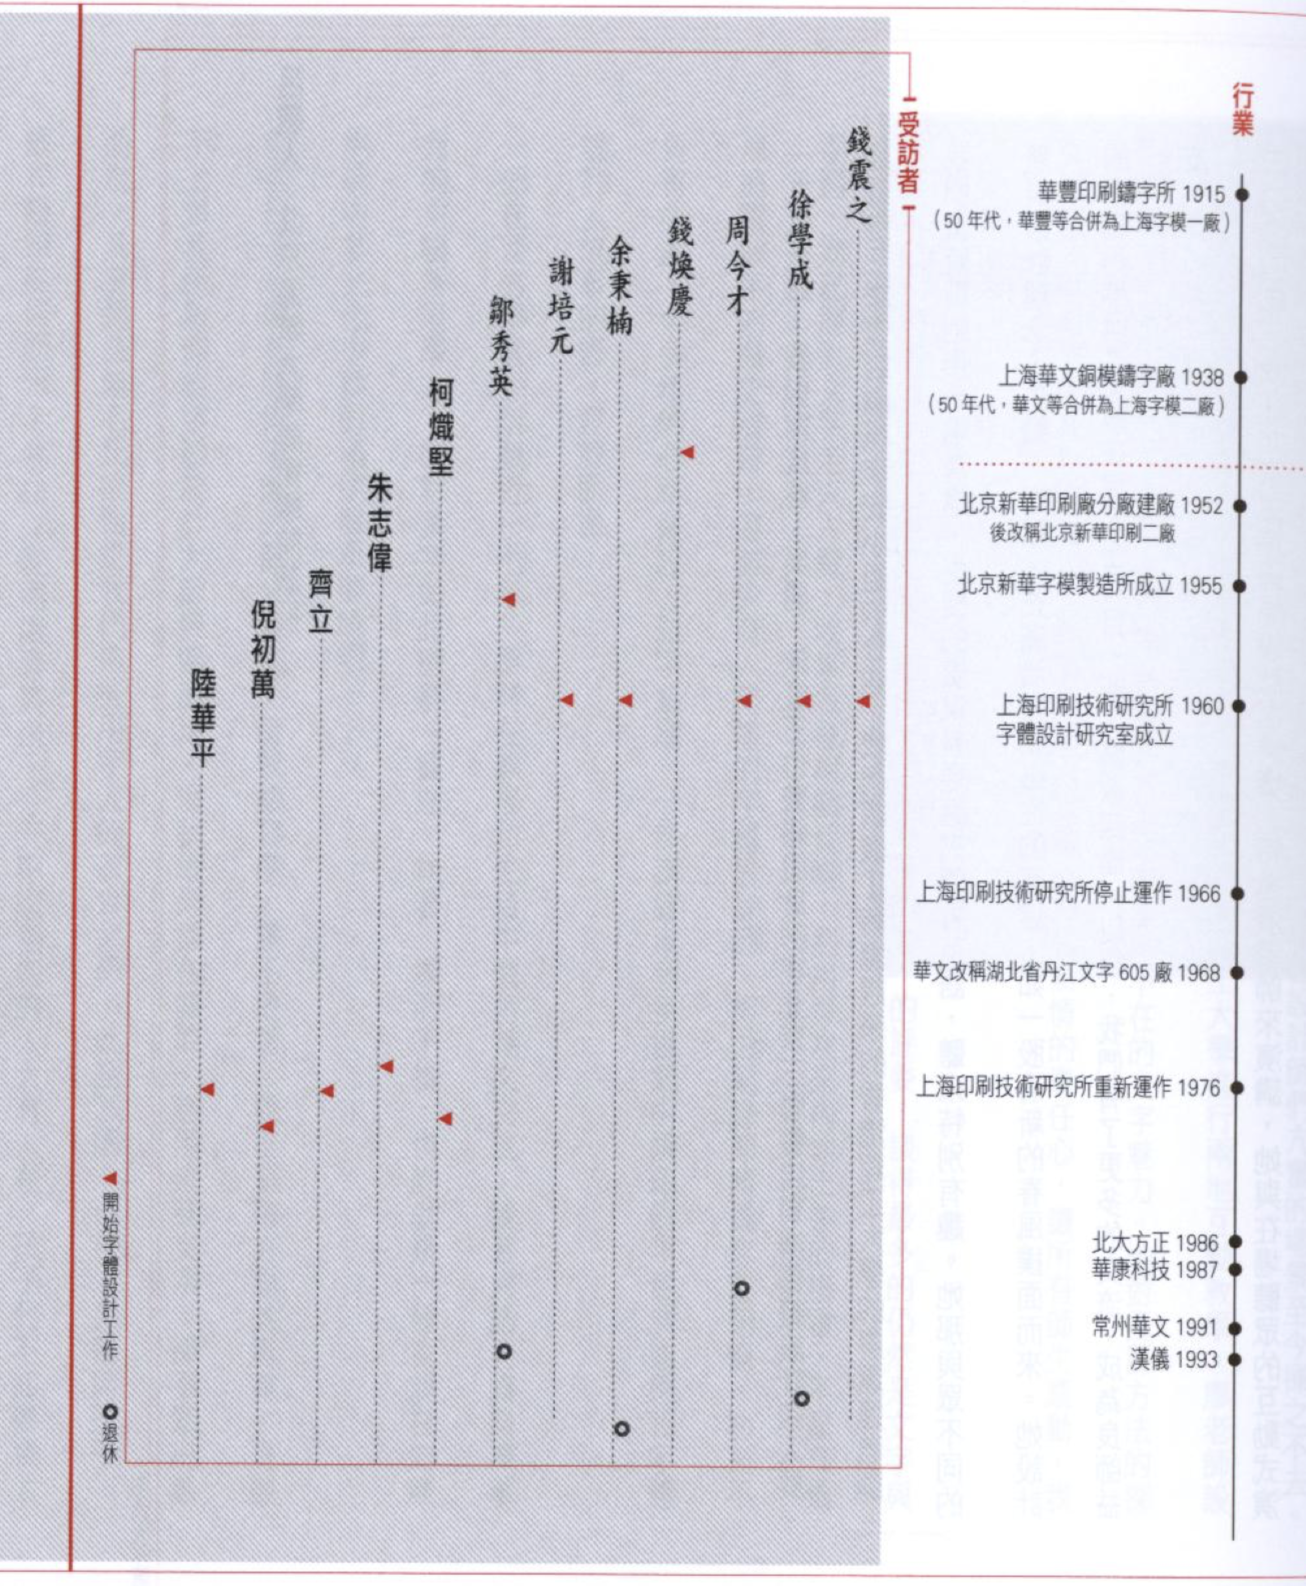 行業
華豐印刷鑄字所 1915
（50 年代，華豐等合併為上海字模一廠）
上海華文銅模鑄字廠 1938
（50 年代，華文等合併為上海字模二廠）
北京新華印刷廠分廠建廠 1952
後改稱北京新華印刷二廠
北京新華字模製造所成立 1955
上海印刷技術研究所 1960
字體設計研究室成立
上海印刷技術研究所停止運作 1966
華文改稱湖北省丹江文字 605 廠 1968
上海印刷技術研究所重新運作 1976
北大方正 1986
華康科技 1987
常州華文 1991
漢儀 1993
受訪者
錢震之
徐學成
周今才
錢煥慶
余秉楠
謝培元
鄒秀英
柯熾堅
朱志偉
齊立
倪初萬
陸華平
開始字體設計工作
退休